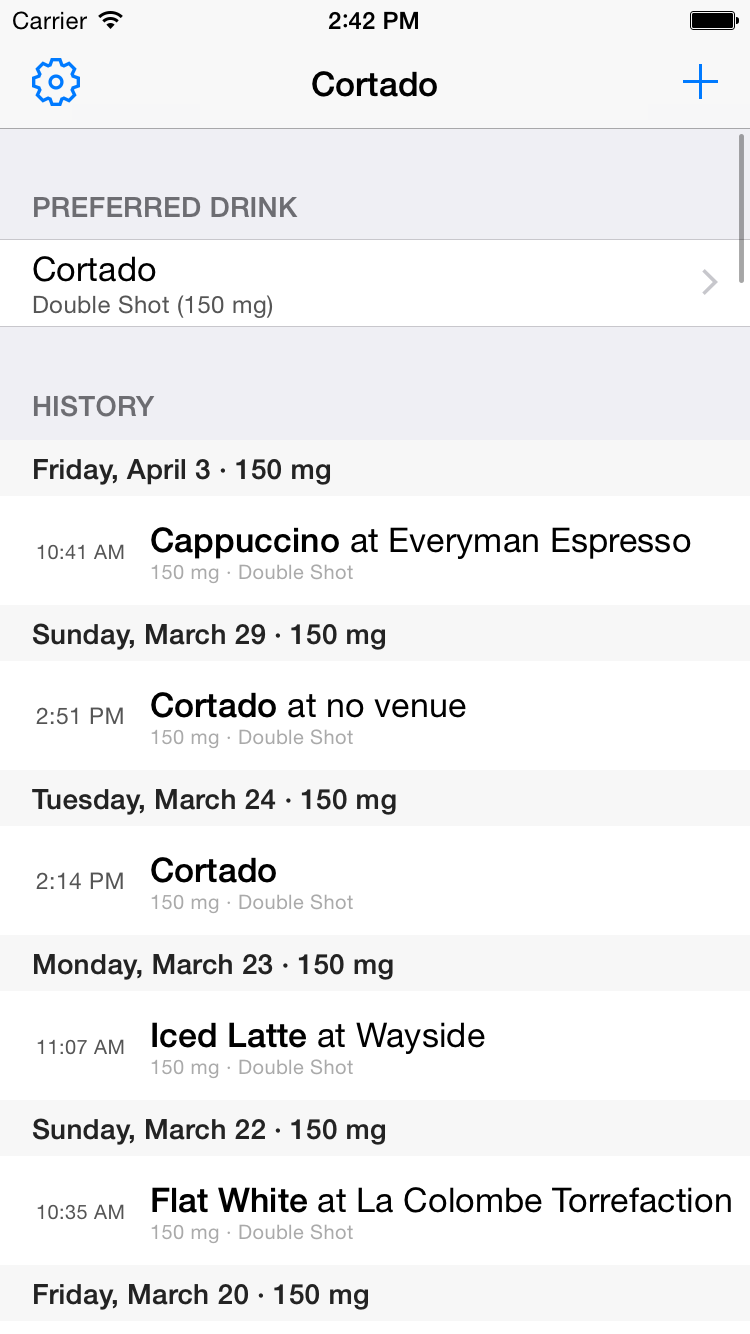 Carrier 2:42 PM
Cortado
PREFERRED DRINK
Cortado
Double Shot (150 mg)
HISTORY
Friday, April 3 · 150 mg
10:41 AM Cappuccino at Everyman Espresso
150 mg · Double Shot
Sunday, March 29 · 150 mg
2:51 PM Cortado at no venue
150 mg · Double Shot
Tuesday, March 24 · 150 mg
2:14 PM Cortado
150 mg · Double Shot
Monday, March 23 · 150 mg
11:07 AM Iced Latte at Wayside
150 mg · Double Shot
Sunday, March 22 · 150 mg
10:35 AM Flat White at La Colombe Torrefaction
150 mg · Double Shot
Friday, March 20 · 150 mg